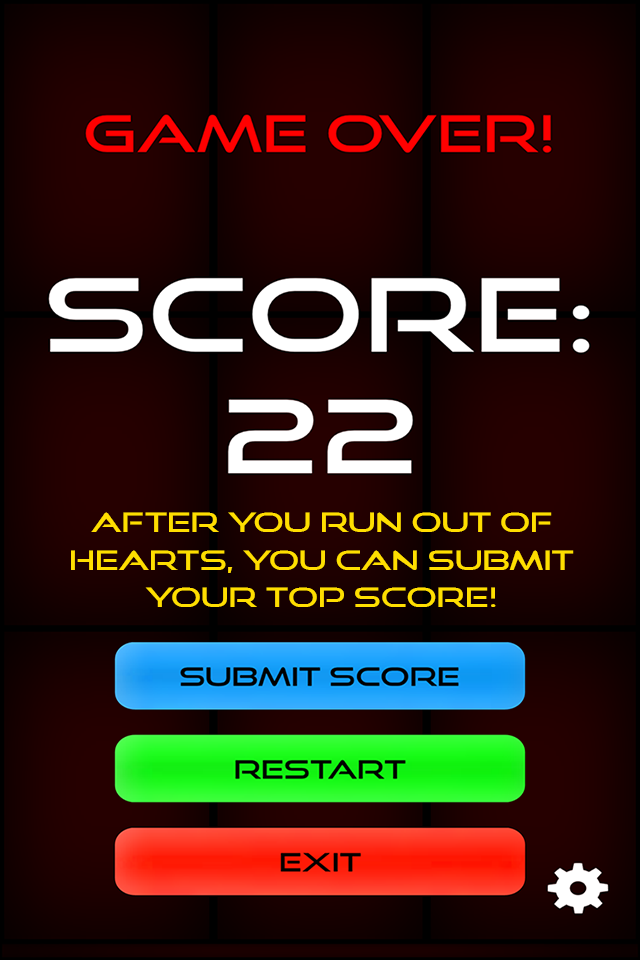 GAME OVER!
SCORE:
22
AFTER YOU RUN OUT OF
HEARTS, YOU CAN SUBMIT
YOUR TOP SCORE!
SUBMIT SCORE
RESTART
EXIT